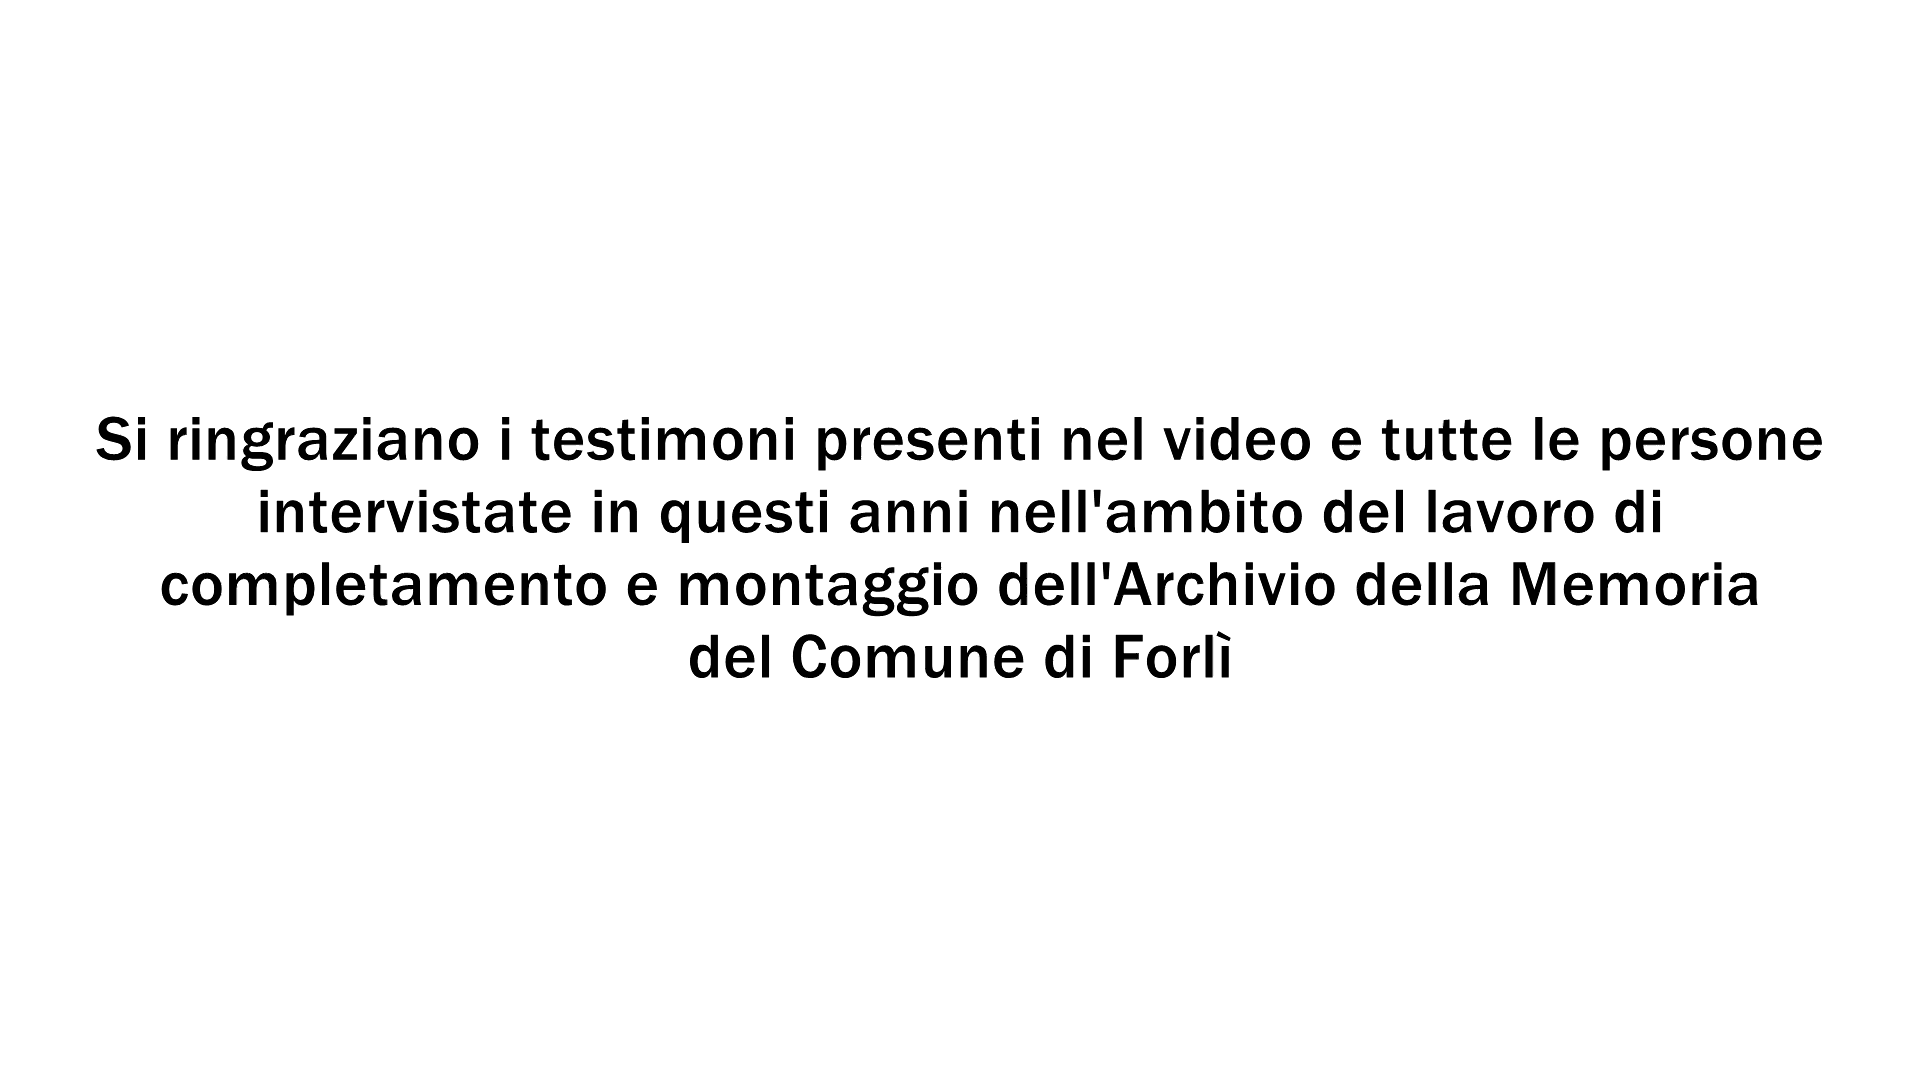 Si ringraziano i testimoni presenti nel video e tutte le persone
intervistate in questi anni nell'ambito del lavoro di
completamento e montaggio dell'Archivio della Memoria
del Comune di Forlì